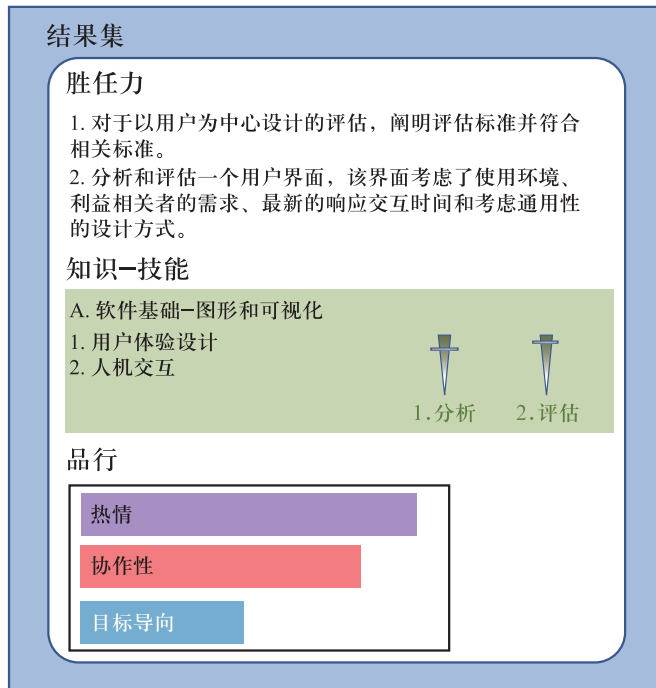 结果集
胜任力
1. 对于以用户为中心设计的评估，阐明评估标准并符合
相关标准。
2. 分析和评估一个用户界面，该界面考虑了使用环境、
利益相关者的需求、最新的响应交互时间和考虑通用性
的设计方式。
知识–技能
A. 软件基础–图形和可视化
1. 用户体验设计
2. 人机交互
1.分析
2.评估
品行
热情
协作性
目标导向